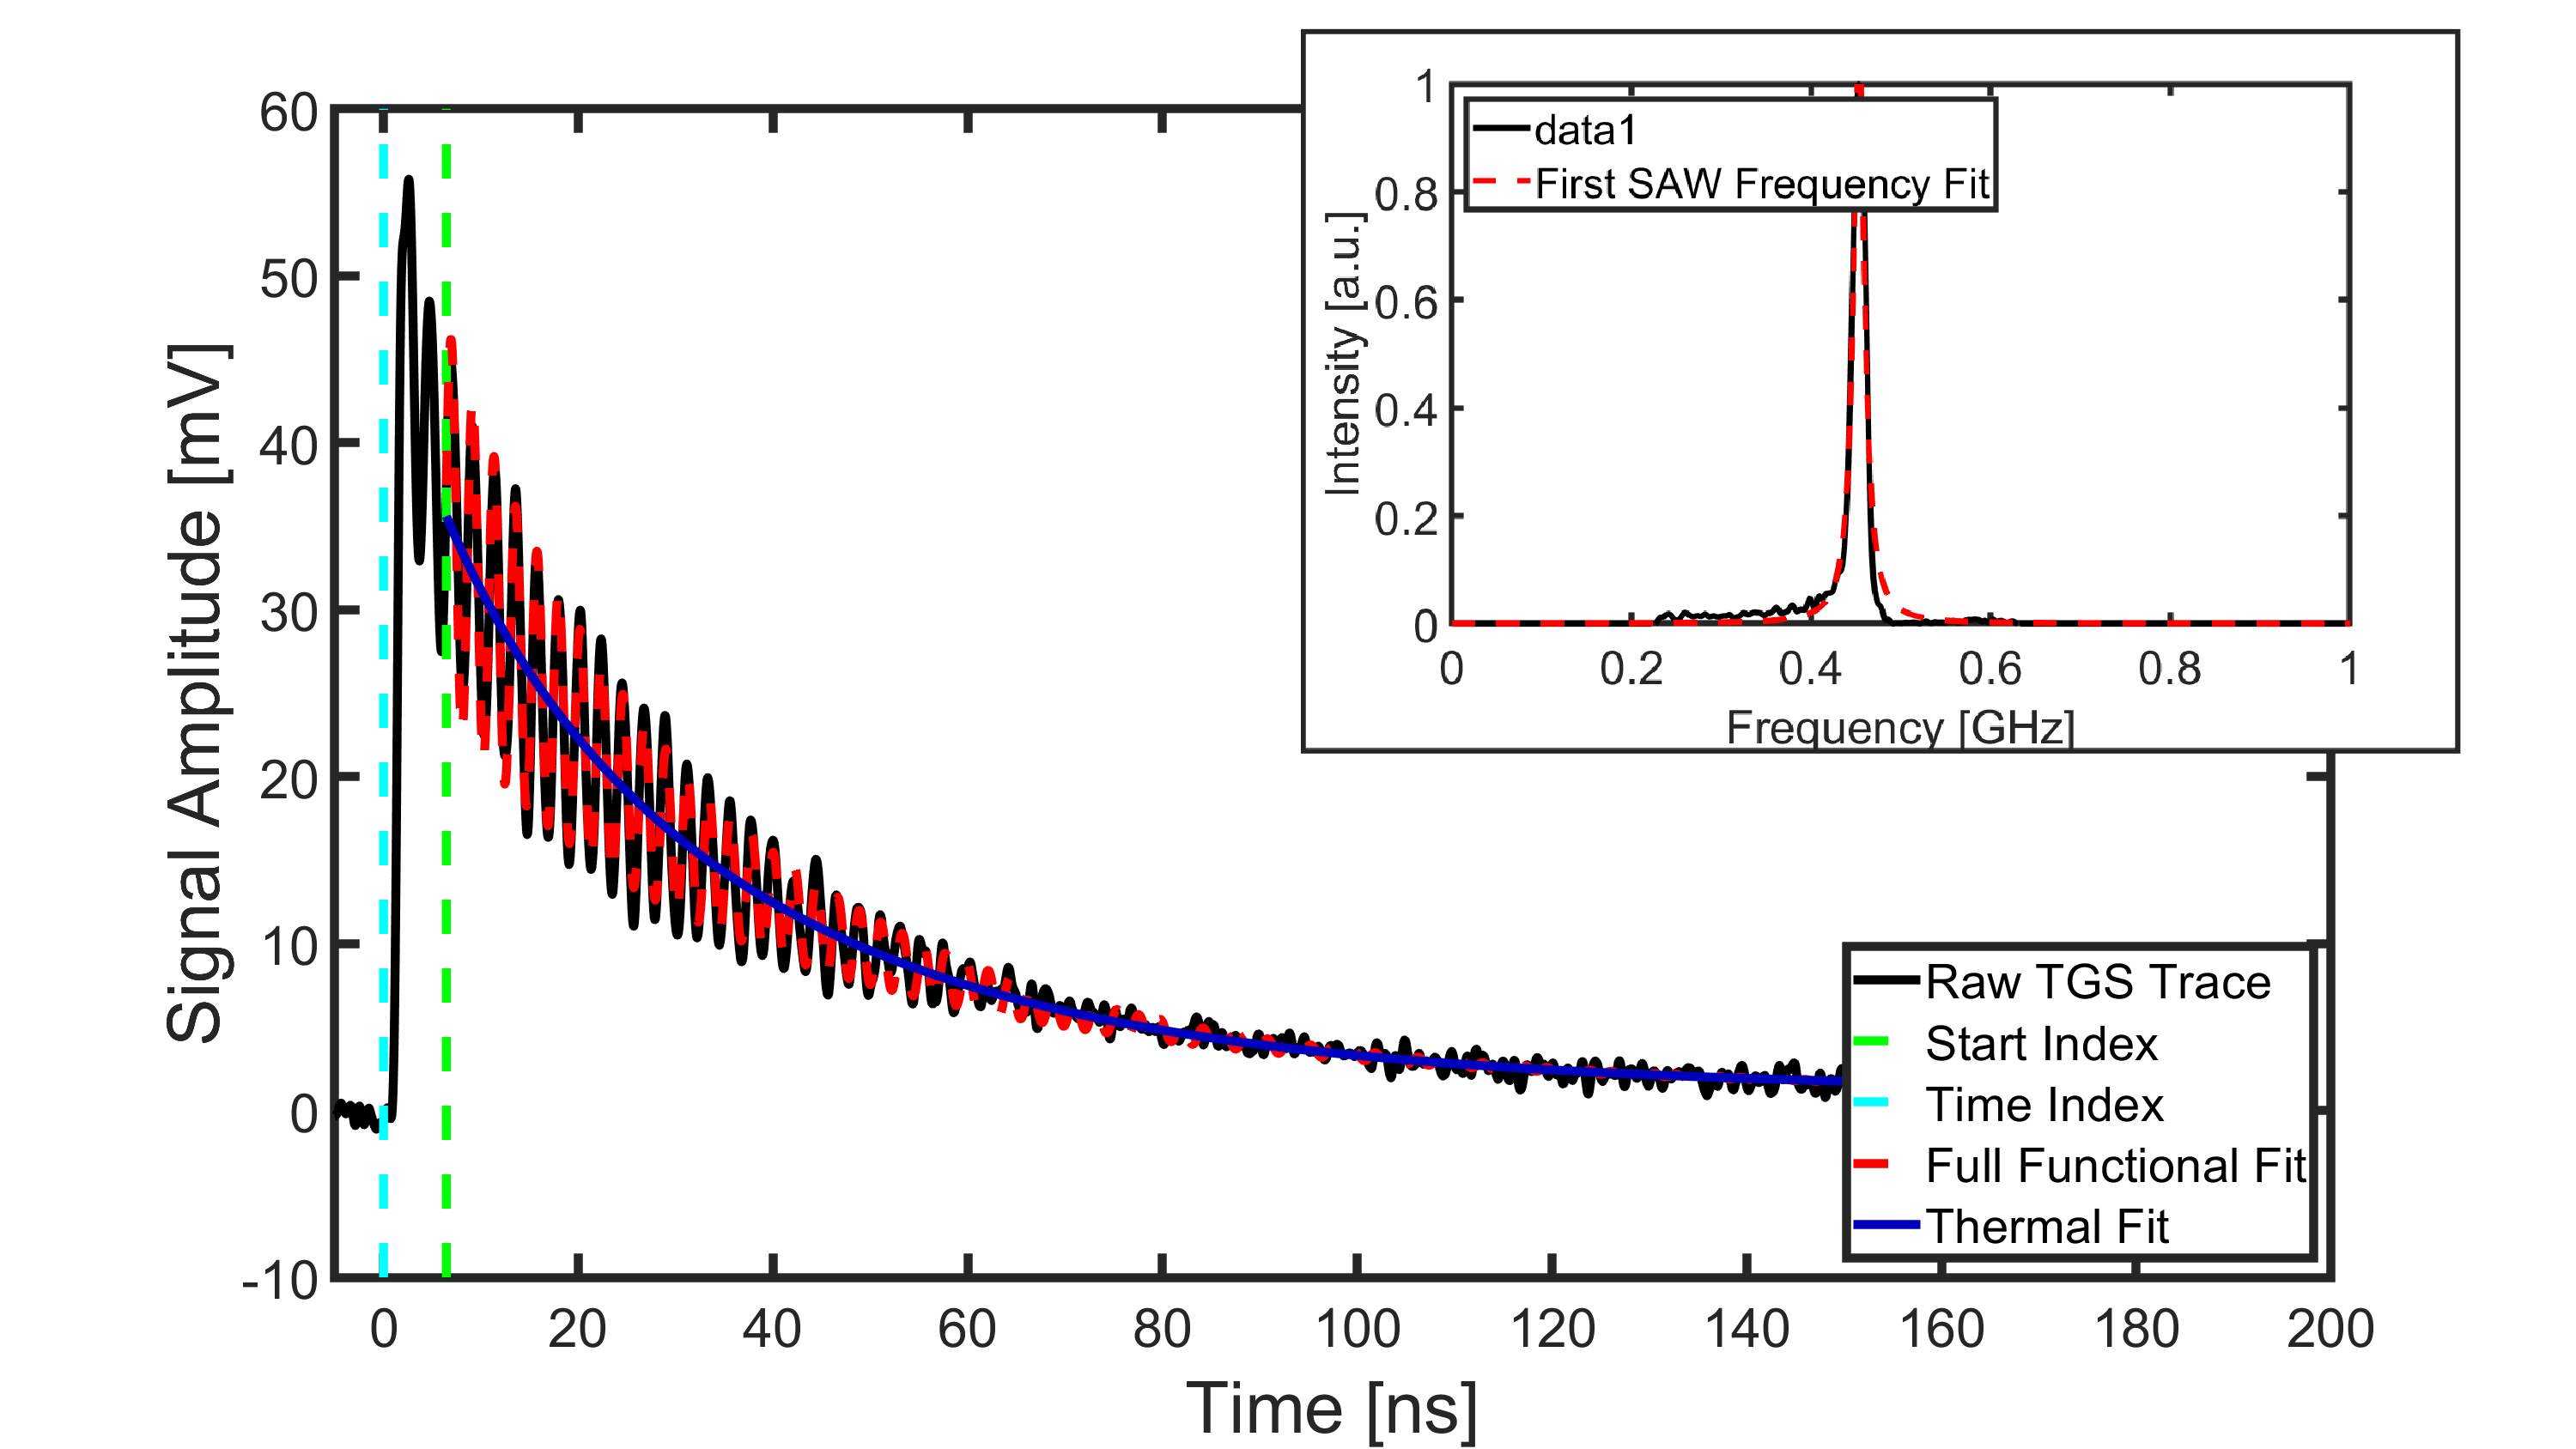 60
50
40
30
20
10
0
-10
Signal Amplitude [mV]
0 20 40 60 80 100 120 140 160 180 200
Time [ns]
1
0.8
0.6
0.4
0.2
0
Intensity [a.u.]
data1
First SAW Frequency Fit
0 0.2 0.4 0.6 0.8 1
Frequency [GHz]
Raw TGS Trace
Start Index
Time Index
Full Functional Fit
Thermal Fit